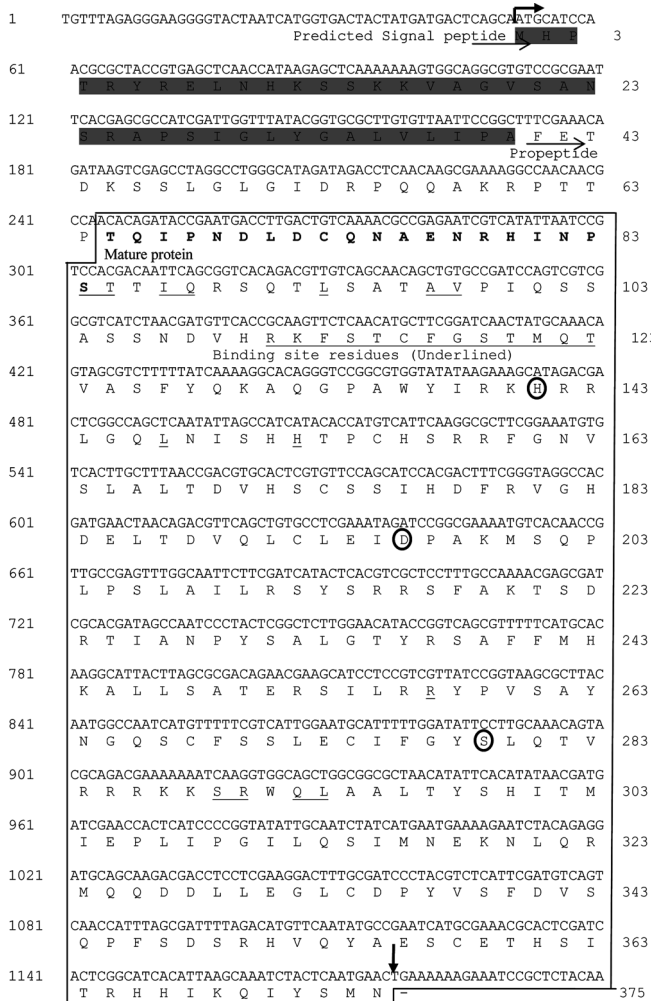 1 TGTTTAGAGGGAAGGGGTACTAATCATGGTGACTACTATGATGACTCAGCAATGCATCCA
Predicted Signal peptide M H P 3
61 ACGCGCTACCGTGAGCTCAACCATAAGAGCTCAAAAAAAGTGGCAGGCGTGTCCGCGAAT
T R Y R E L N H K S S K K V A G V S A N 23
121 TCACGAGCGCCATCGATTGGTTTATACGGTGCGCTTGTGTTAATTCCGGCTTTCGAAACA
S R A P S I G L Y G A L V L I P A F E T 43
Propeptide
181 GATAAGTCGAGCCTAGGCCTGGGCATAGATAGACCTCAACAAGCGAAAAGGCCAACAACG
D K S S L G L G I D R P Q Q A K R P T T 63
241 CCAACACAGATACCGAATGACCTTGACTGTCAAAACGCCGAGAATCGTCATATTAATCCG
P T Q I P N D L D C Q N A E N R H I N P 83
Mature protein
301 TCCACGACAATTCAGCGGTCACAGACGTTGTCAGCAACAGCTGTGCCGATCCAGTCGTCG
S T T I Q R S Q T L S A T A V P I Q S S 103
361 GCGTCATCTAACGATGTTCACCGCAAGTTCTCAACATGCTTCGGATCAACTATGCAAACA
A S S N D V H R K F S T C F G S T M Q T 123
Binding site residues (Underlined)
421 GTAGCGTCTTTTTATCAAAAGGCACAGGGTCCGGCGTGGTATATAAGAAAGCATAGACGA
V A S F Y Q K A Q G P A W Y I R K H R R 143
481 CTCGGCCAGCTCAATATTAGCCATCATACACCATGTCATTCAAGGCGCTTCGGAAATGTG
L G Q L N I S H H T P C H S R R F G N V 163
541 TCACTTGCTTTAACCGACGTGCACTCGTGTTCCAGCATCCACGACTTTCGGGTAGGCCAC
S L A L T D V H S C S S I H D F R V G H 183
601 GATGAACTAACAGACGTTCAGCTGTGCCTCGAAATAGATCCGGCGAAAATGTCACAACCG
D E L T D V Q L C L E I D P A K M S Q P 203
661 TTGCCGAGTTTGGCAATTCTTCGATCATACTCACGTCGCTCCTTTGCCAAAACGAGCGAT
L P S L A I L R S Y S R R S F A K T S D 223
721 CGCACGATAGCCAATCCCTACTCGGCTCTTGGAACATACCGGTCAGCGTTTTTCATGCAC
R T I A N P Y S A L G T Y R S A F F M H 243
781 AAGGCATTACTTAGCGCGACAGAACGAAGCATCCTCCGTCGTTATCCGGTAAGCGCTTAC
K A L L S A T E R S I L R R Y P V S A Y 263
841 AATGGCCAATCATGTTTTTCGTCATTGGAATGCATTTTTGGATATTCCTTGCAAACAGTA
N G Q S C F S S L E C I F G Y S L Q T V 283
901 CGCAGACGAAAAAAATCAAGGTGGCAGCTGGCGGCGCTAACATATTCACATATAACGATG
R R R K K S R W Q L A A L T Y S H I T M 303
961 ATCGAACCACTCATCCCCGGTATATTGCAATCTATCATGAATGAAAAGAATCTACAGAGG
I E P L I P G I L Q S I M N E K N L Q R 323
1021 ATGCAGCAAGACGACCTCCTCGAAGGACTTTGCGATCCCTACGTCTCATTCGATGTCAGT
M Q Q D D L L E G L C D P Y V S F D V S 343
1081 CAACCATTTAGCGATTTTAGACATGTTCAATATGCCGAATCATGCGAAACGCACTCGATC
Q P F S D S R H V Q Y A E S C E T H S I 363
1141 ACTCGGCATCACATTAAGCAAATCTACTCAATGAACTGAAAAAAGAAATCCGCTCTACAA
T R H H I K Q I Y S M N - 375